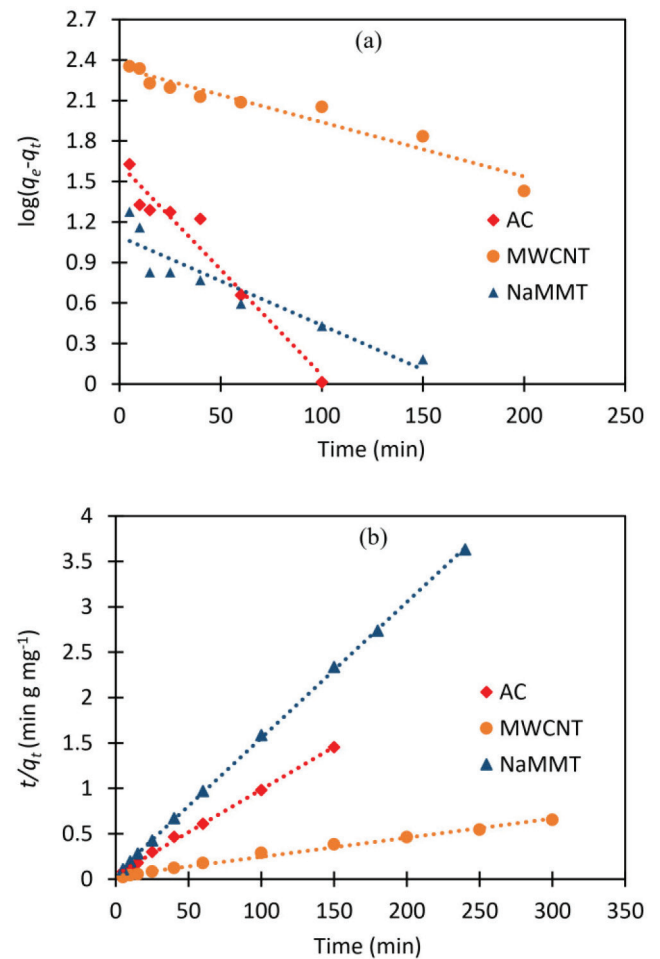 (a)
log(qe-qt)
2.7
2.4
2.1
1.8
1.5
1.2
0.9
0.6
0.3
0
AC
MWCNT
NaMMT
0 50 100 150 200 250
Time (min)
(b)
t/qt (min g mg⁻¹)
4
3.5
3
2.5
2
1.5
1
0.5
0
AC
MWCNT
NaMMT
0 50 100 150 200 250 300 350
Time (min)